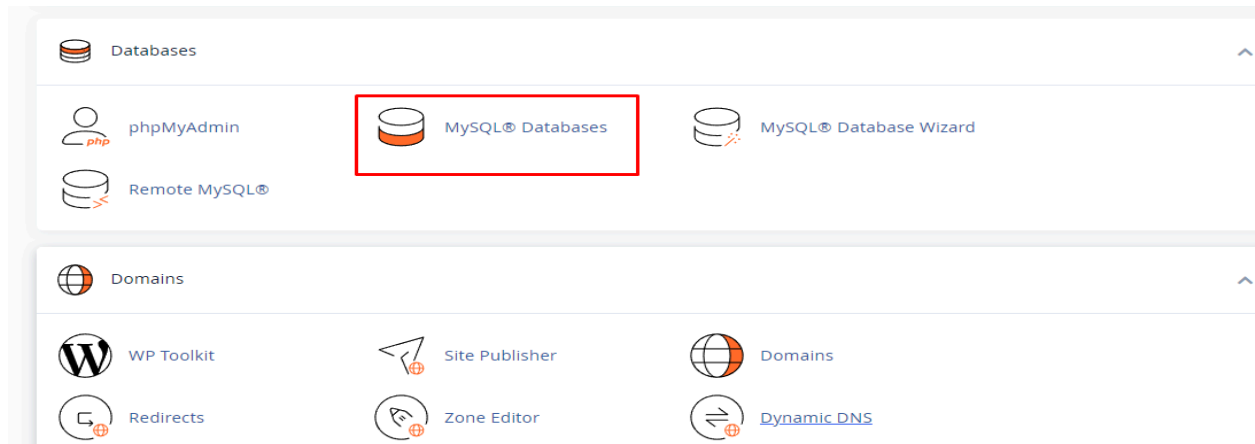 Databases
phpMyAdmin
php
MySQL® Databases
MySQL® Database Wizard
Remote MySQL®
Domains
WP Toolkit
Site Publisher
Domains
Redirects
Zone Editor
Dynamic DNS